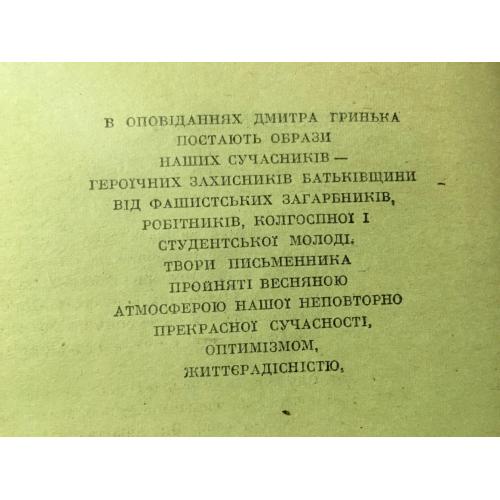 В ОПОВІДАННЯХ ДМИТРА ГРИНЬКА
ПОСТАЮТЬ ОБРАЗИ
НАШИХ СУЧАСНИКІВ —
ГЕРОЇЧНИХ ЗАХИСНИКІВ БАТЬКІВЩИНИ
ВІД ФАШИСТСЬКИХ ЗАГАРБНИКІВ,
РОБІТНИКІВ, КОЛГОСПНОЇ І
СТУДЕНТСЬКОЇ МОЛОДІ.
ТВОРИ ПИСЬМЕННИКА
ПРОЙНЯТІ ВЕСНЯНОЮ
АТМОСФЕРОЮ НАШОЇ НЕПОВТОРНО
ПРЕКРАСНОЇ СУЧАСНОСТІ,
ОПТИМІЗМОМ,
ЖИТТЄРАДІСНІСТЮ.